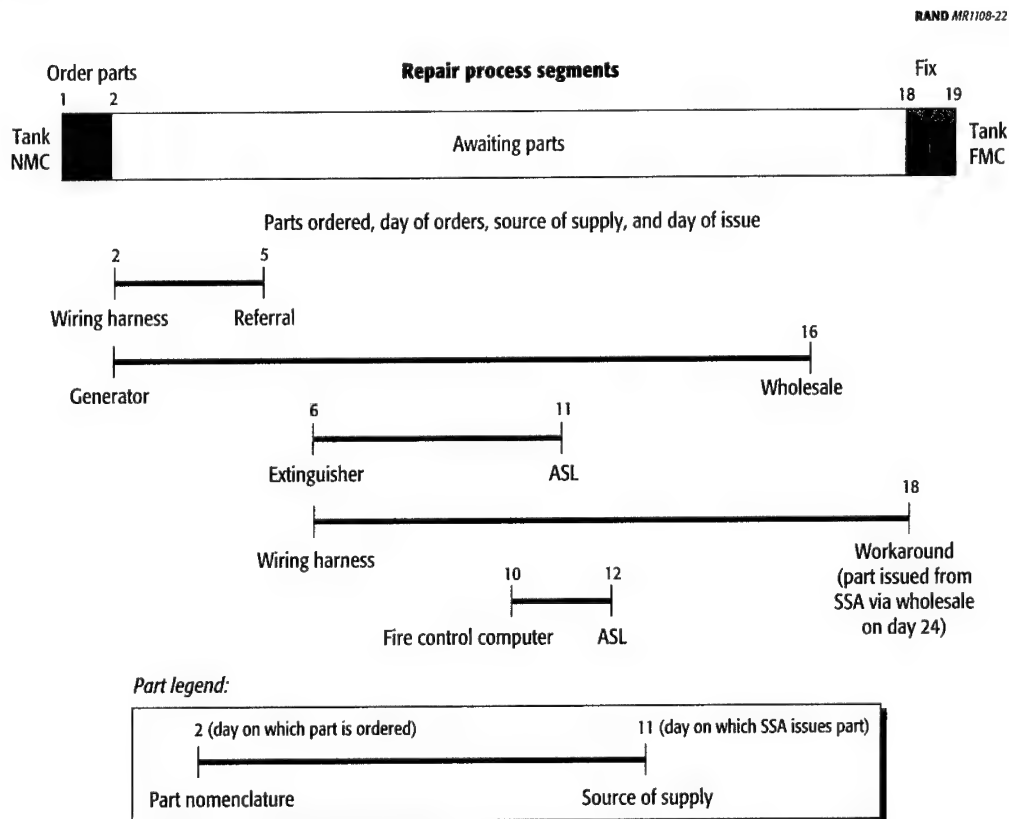 RAND MR1108-22
Order parts
Repair process segments
Fix
1
2
18
19
Tank
NMC
Awaiting parts
Tank
FMC
Parts ordered, day of orders, source of supply, and day of issue
2
5
Wiring harness
Referral
16
Generator
Wholesale
6
11
Extinguisher
ASL
18
Wiring harness
Workaround
(part issued from
SSA via wholesale
on day 24)
10
12
Fire control computer
ASL
Part legend:
2 (day on which part is ordered)
11 (day on which SSA issues part)
Part nomenclature
Source of supply